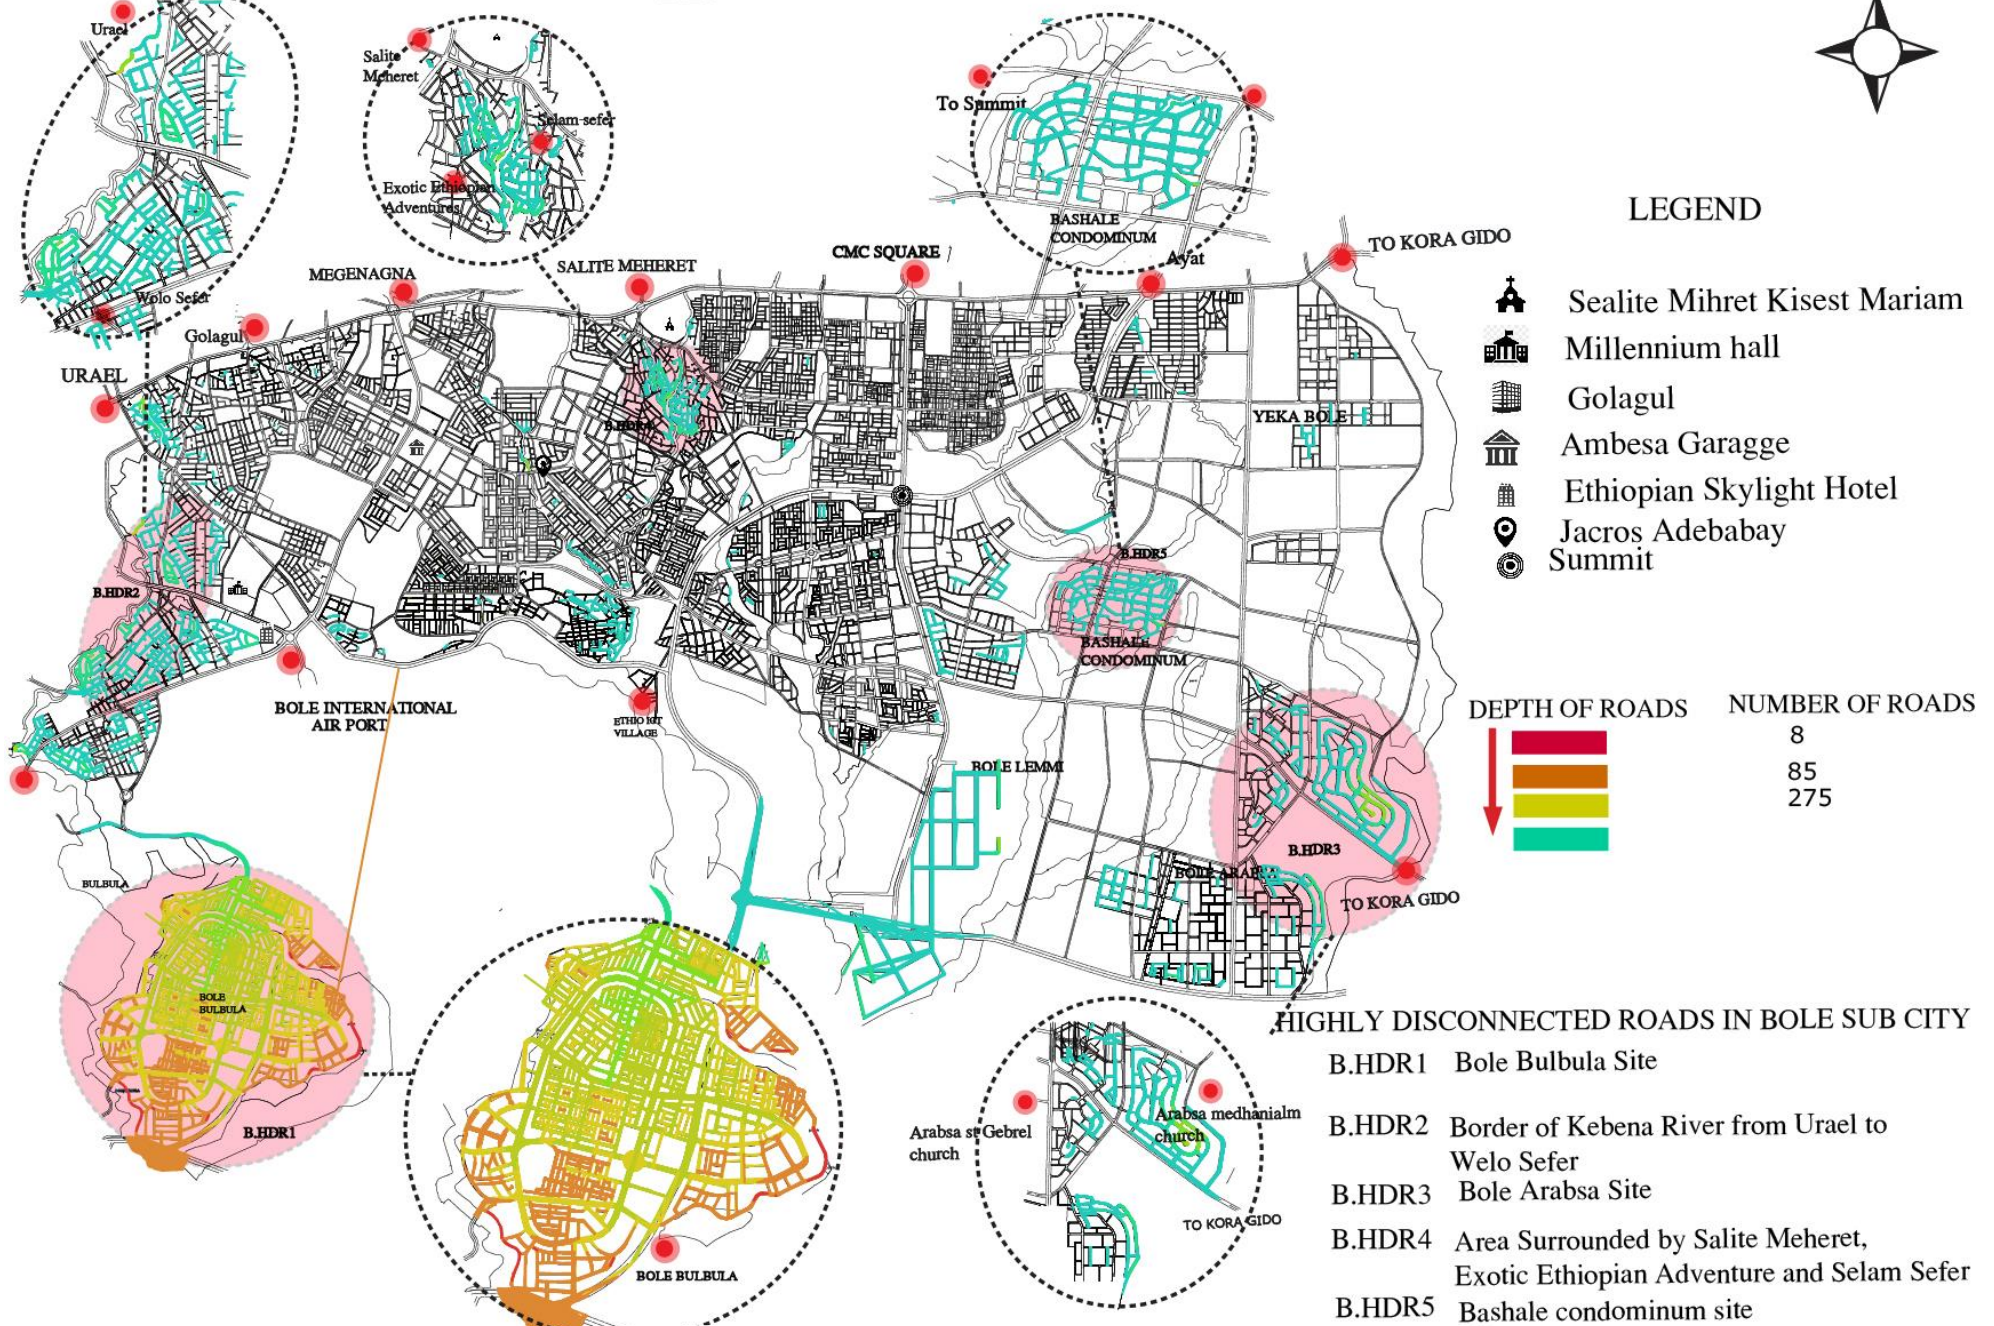 Urael
Salite
Meheret
Selam sefer
Exotic Ethiopian
Adventures
To Summit
BASHALE
CONDOMINUM
Wolo Sefer
MEGENAGNA
SALITE MEHERET
CMC SQUARE
Ayat
TO KORA GIDO
Golagul
URAEL
B.HDR4
YEKA BOLE
B.HDR5
BASHALE
CONDOMINUM
B.HDR2
BOLE INTERNATIONAL
AIR PORT
ETHIO ICT
VILLAGE
BOLE LEMMI
B.HDR3
BOLE ARABSA
TO KORA GIDO
BULBULA
BOLE
BULBULA
B.HDR1
BOLE BULBULA
Arabsa st Gebrel
church
Arabsa medhanialm
church
TO KORA GIDO
LEGEND
Sealite Mihret Kisest Mariam
Millennium hall
Golagul
Ambesa Garagge
Ethiopian Skylight Hotel
Jacros Adebabay
Summit
DEPTH OF ROADS NUMBER OF ROADS
8
85
275
HIGHLY DISCONNECTED ROADS IN BOLE SUB CITY
B.HDR1 Bole Bulbula Site
B.HDR2 Border of Kebena River from Urael to
Welo Sefer
B.HDR3 Bole Arabsa Site
B.HDR4 Area Surrounded by Salite Meheret,
Exotic Ethiopian Adventure and Selam Sefer
B.HDR5 Bashale condominum site